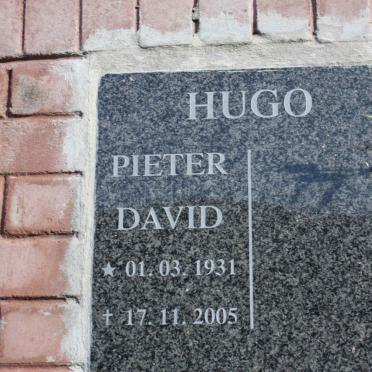 HUGO
PIETER
DAVID
★ 01. 03. 1931
† 17. 11. 2005